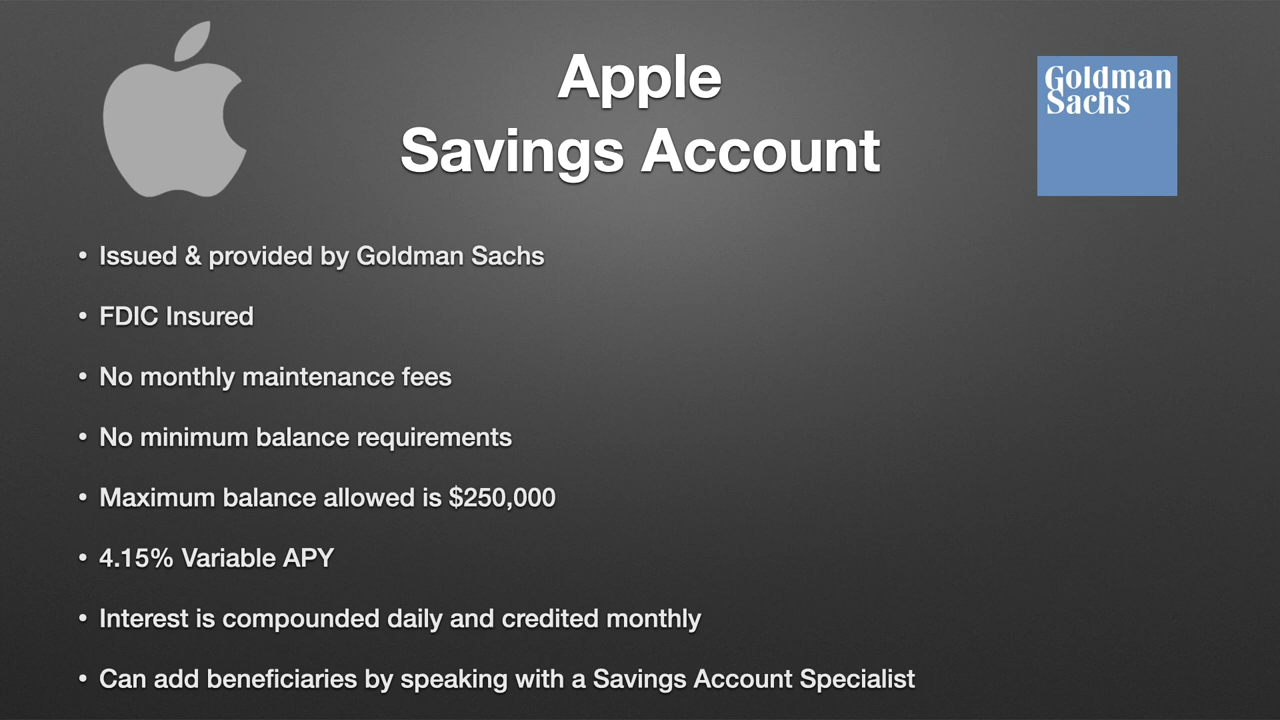 Apple
Savings Account
Goldman
Sachs
• Issued & provided by Goldman Sachs
• FDIC Insured
• No monthly maintenance fees
• No minimum balance requirements
• Maximum balance allowed is $250,000
• 4.15% Variable APY
• Interest is compounded daily and credited monthly
• Can add beneficiaries by speaking with a Savings Account Specialist